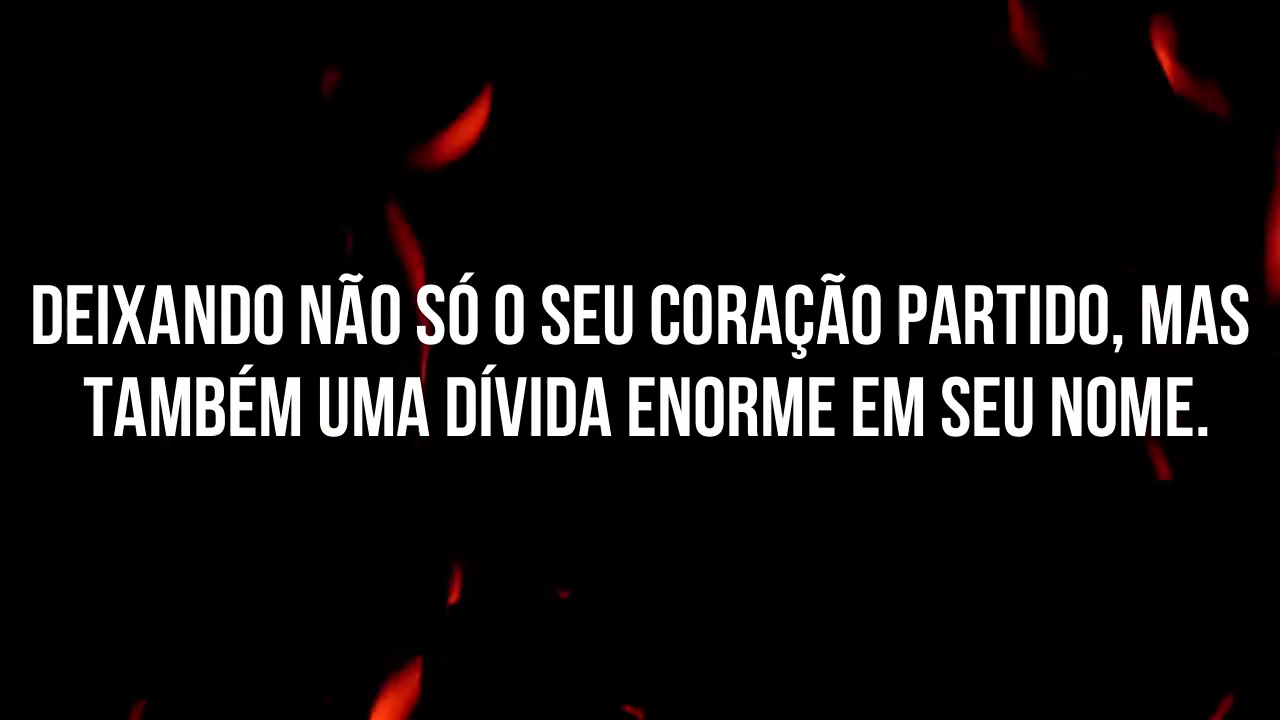 DEIXANDO NÃO SÓ O SEU CORAÇÃO PARTIDO, MAS
TAMBÉM UMA DÍVIDA ENORME EM SEU NOME.